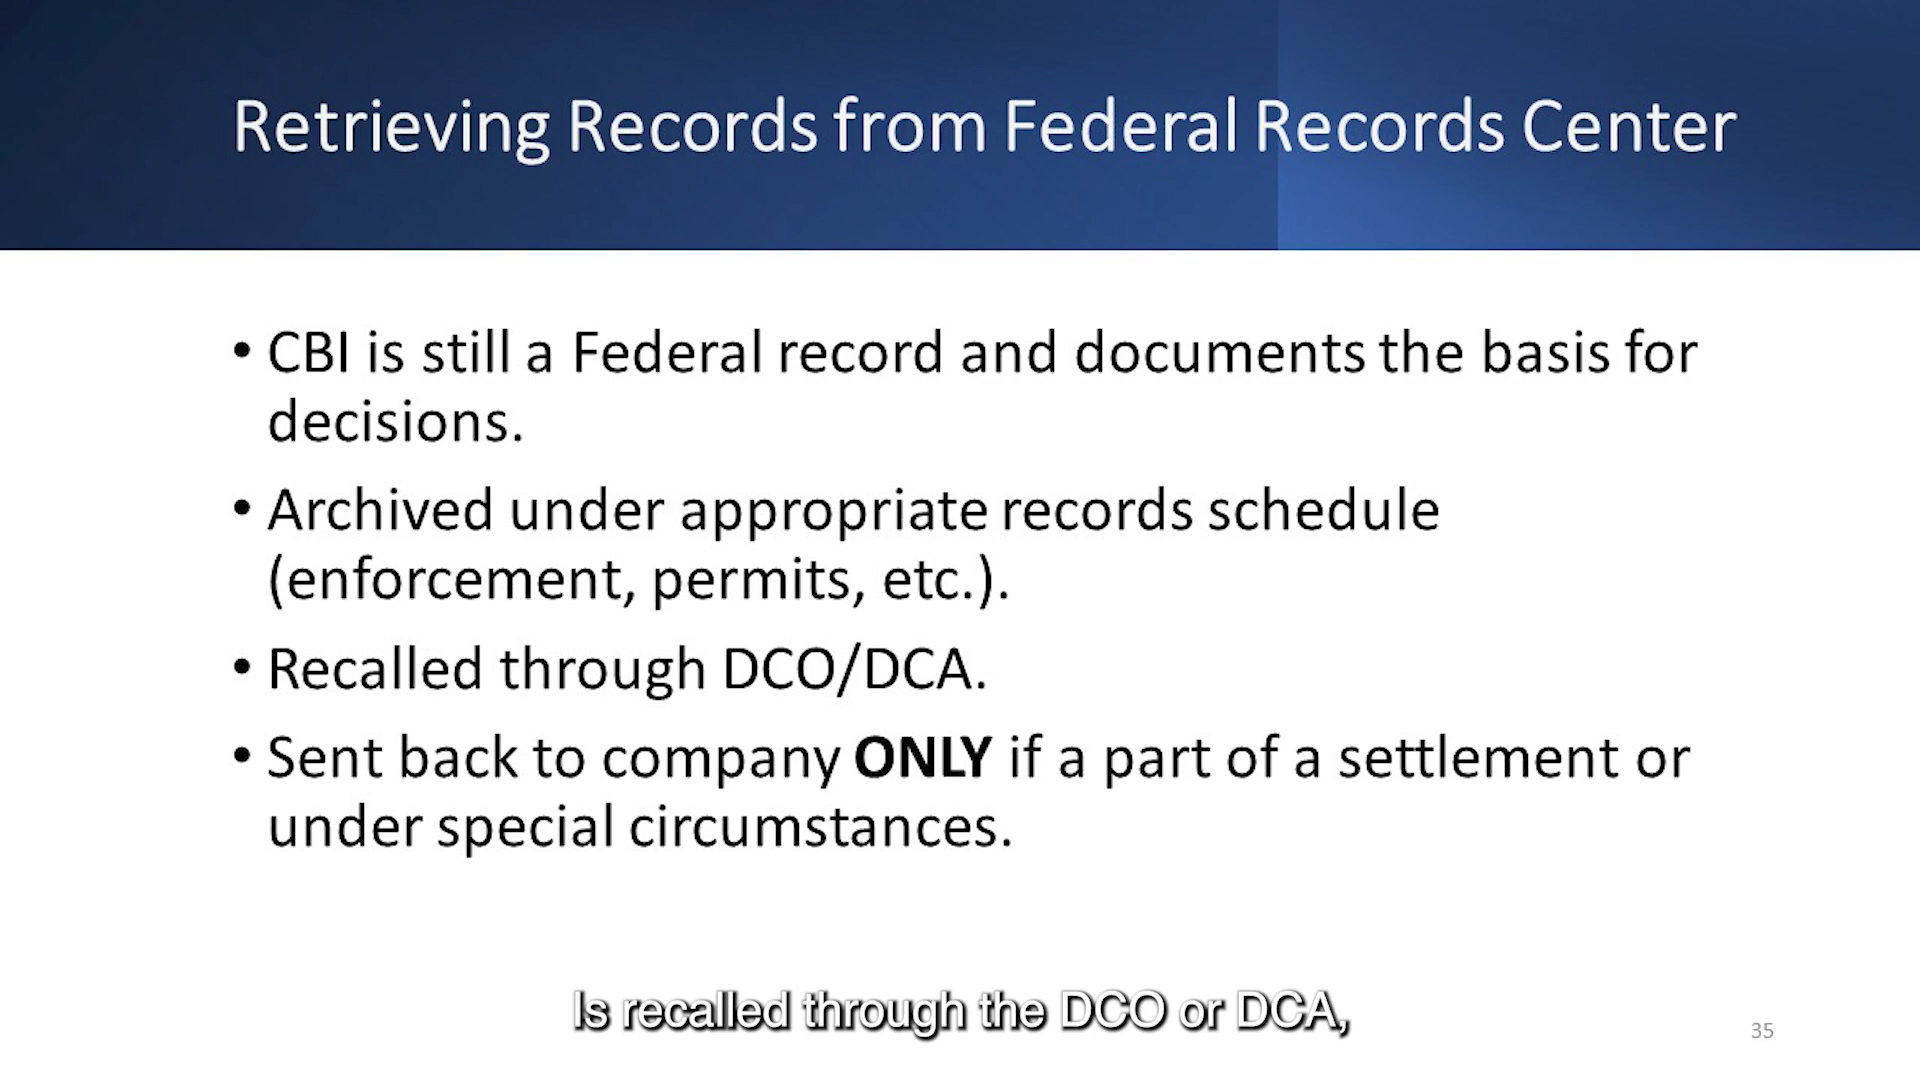 Retrieving Records from Federal Records Center
• CBI is still a Federal record and documents the basis for
decisions.
• Archived under appropriate records schedule
(enforcement, permits, etc.).
• Recalled through DCO/DCA.
• Sent back to company ONLY if a part of a settlement or
under special circumstances.
Is recalled through the DCO or DCA,
35